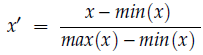 x′ = x − min(x) / max(x) − min(x)